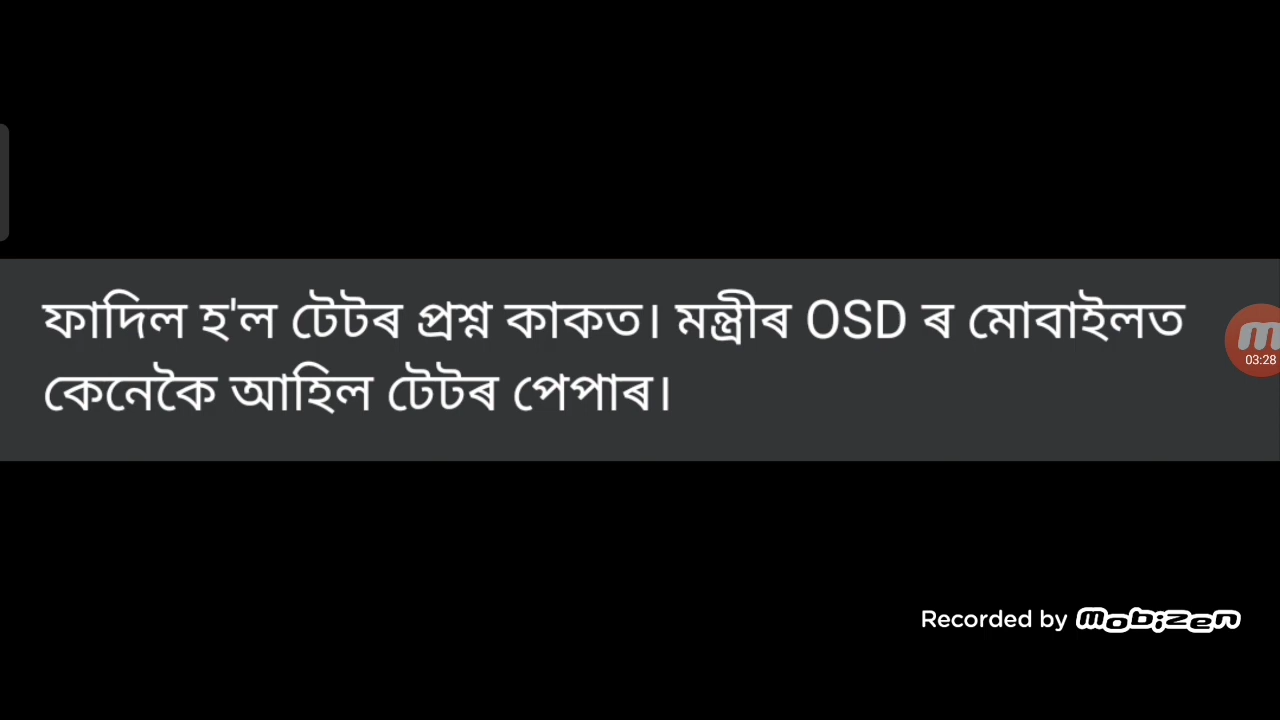 ফাদিল হ'ল টেটৰ প্ৰশ্ন কাকত। মন্ত্ৰীৰ OSD ৰ মোবাইলত
কেনেকৈ আহিল টেটৰ পেপাৰ।
03:28
Recorded by mobizen